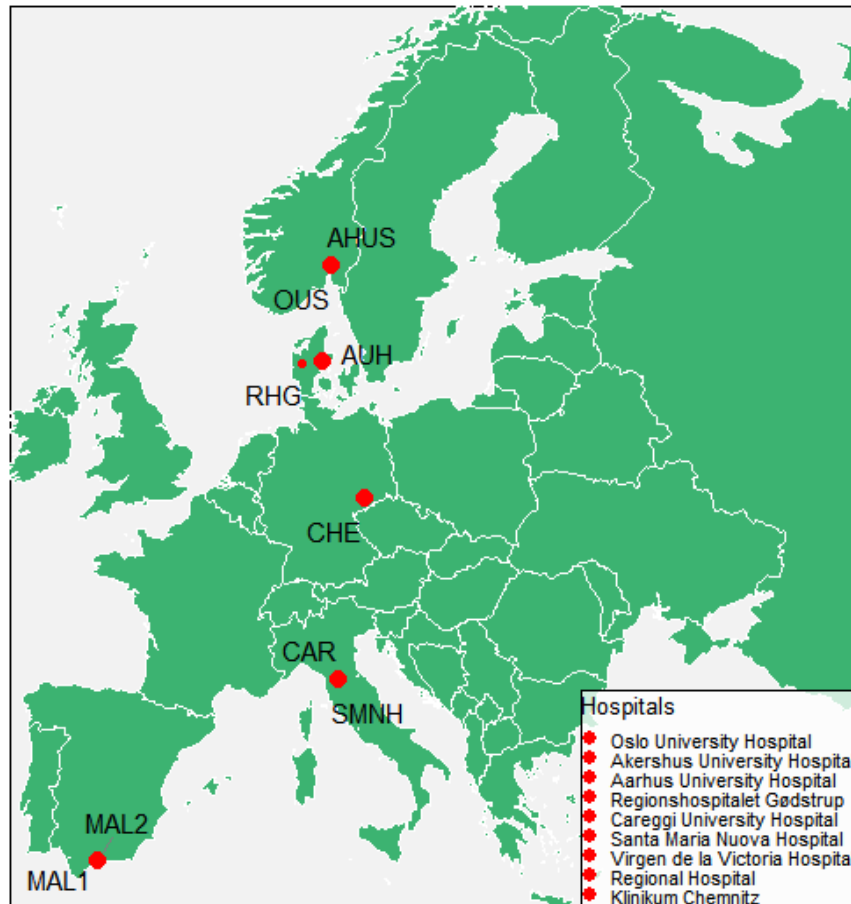 AHUS
OUS
AUH
RHG
CHE
CAR
SMNH
MAL2
MAL1
Hospitals
Oslo University Hospital
Akershus University Hospita
Aarhus University Hospital
Regionshospitalet Gødstrup
Careggi University Hospital
Santa Maria Nuova Hospital
Virgen de la Victoria Hospita
Regional Hospital
Klinikum Chemnitz